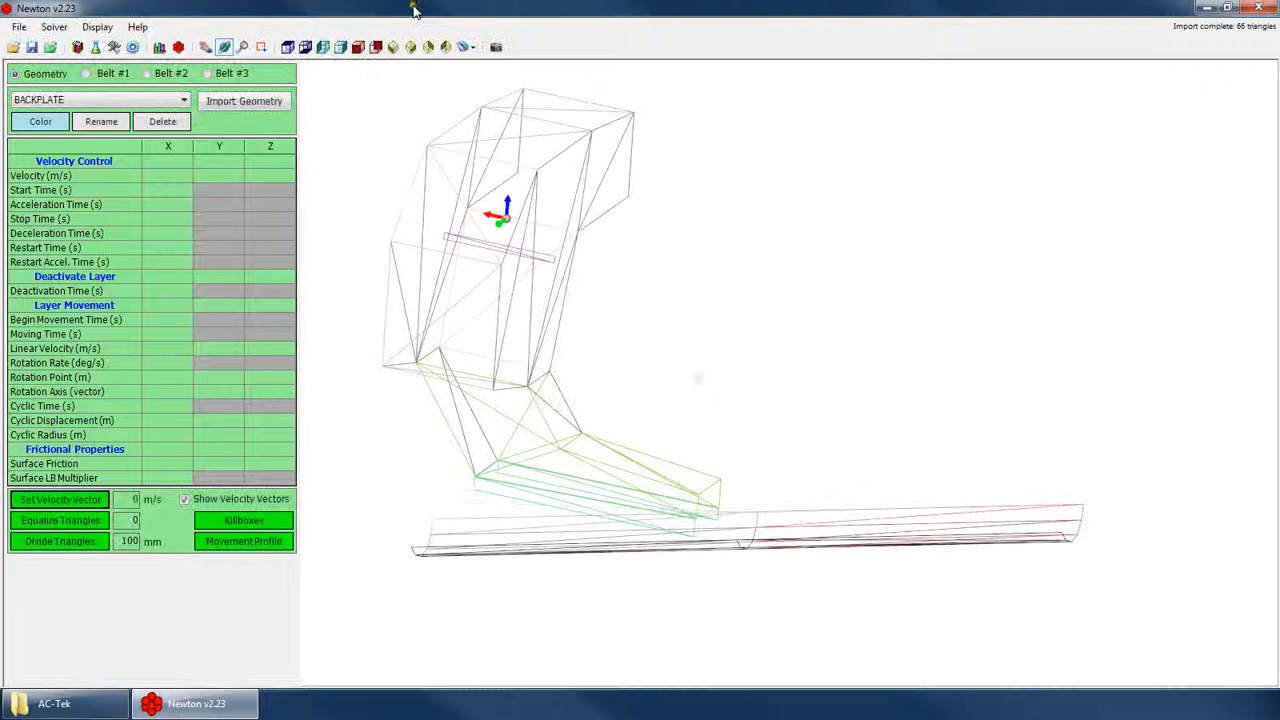 Newton v2.23
File Solver Display Help
Import complete: 66 triangles
Geometry Belt #1 Belt #2 Belt #3
BACKPLATE Import Geometry
Color Rename Delete
X Y Z
Velocity Control
Velocity (m/s)
Start Time (s)
Acceleration Time (s)
Stop Time (s)
Deceleration Time (s)
Restart Time (s)
Restart Accel. Time (s)
Deactivate Layer
Deactivation Time (s)
Layer Movement
Begin Movement Time (s)
Moving Time (s)
Linear Velocity (m/s)
Rotation Rate (deg/s)
Rotation Point (m)
Rotation Axis (vector)
Cyclic Time (s)
Cyclic Displacement (m)
Cyclic Radius (m)
Frictional Properties
Surface Friction
Surface LB Multiplier
Set Velocity Vector 0 m/s Show Velocity Vectors
Equalize Triangles 0 Killboxes
Divide Triangles 100 mm Movement Profile
AC-Tek Newton v2.23